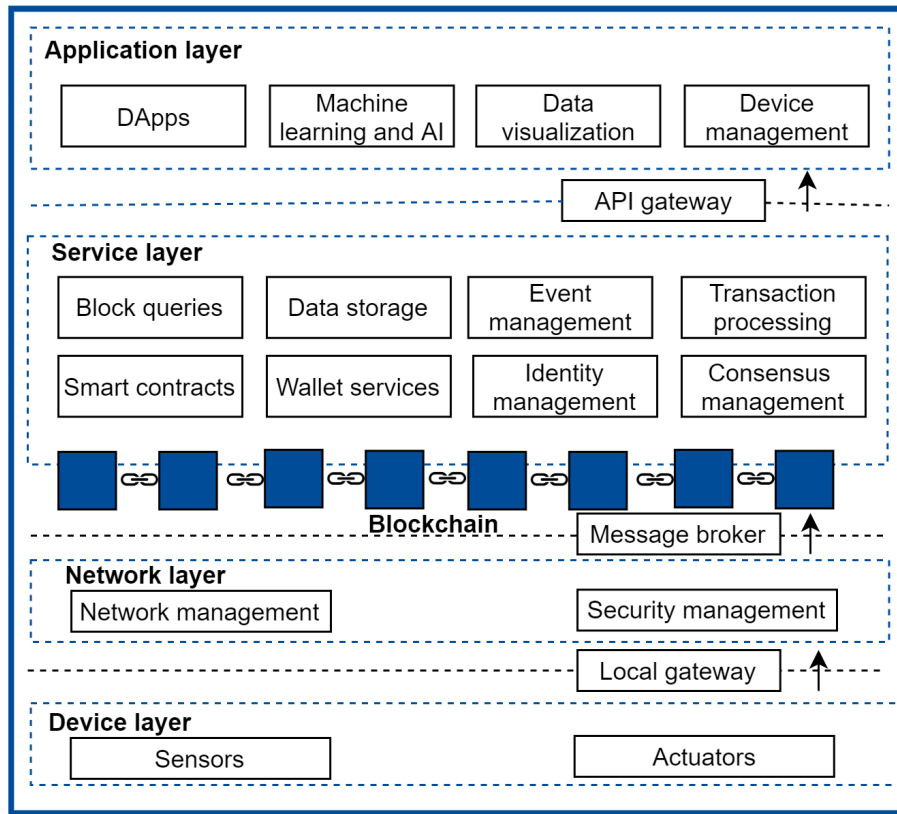 Application layer
DApps
Machine
learning and AI
Data
visualization
Device
management
API gateway
Service layer
Block queries
Data storage
Event
management
Transaction
processing
Smart contracts
Wallet services
Identity
management
Consensus
management
Blockchain
Message broker
Network layer
Network management
Security management
Local gateway
Device layer
Sensors
Actuators